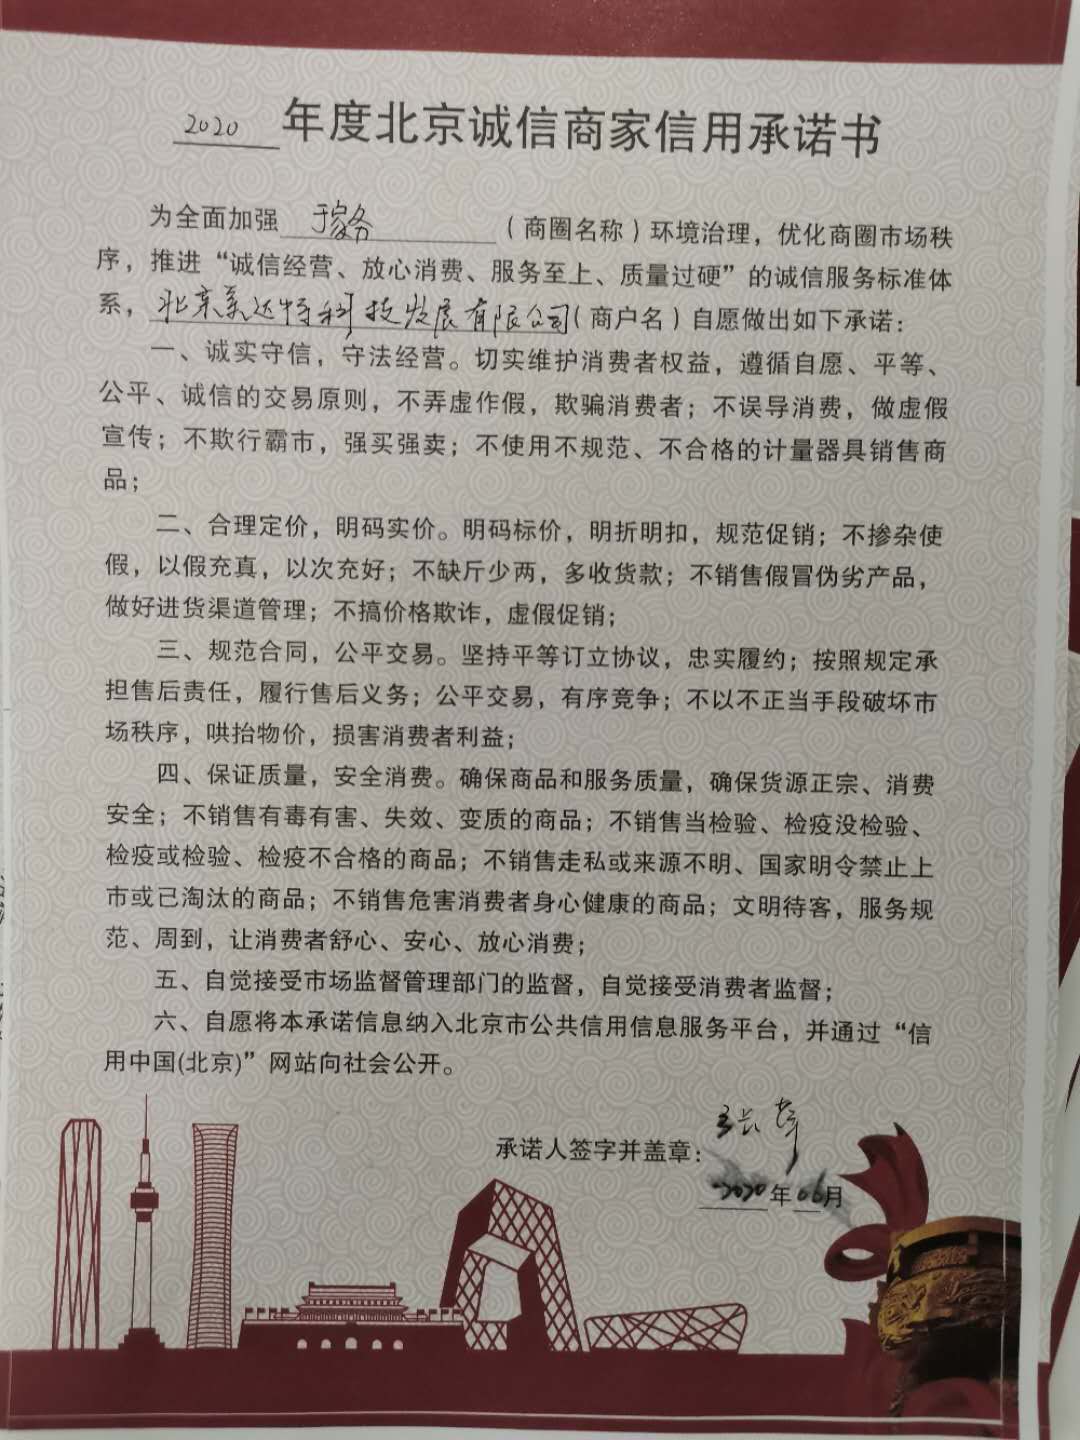 2020 年度北京诚信商家信用承诺书
为全面加强 于家务 （商圈名称）环境治理，优化商圈市场秩
序，推进“诚信经营、放心消费、服务至上、质量过硬”的诚信服务标准体
系，北京美达特科技发展有限公司（商户名）自愿做出如下承诺：
一、诚实守信，守法经营。切实维护消费者权益，遵循自愿、平等、
公平、诚信的交易原则，不弄虚作假，欺骗消费者；不误导消费，做虚假
宣传；不欺行霸市，强买强卖；不使用不规范、不合格的计量器具销售商
品；
二、合理定价，明码实价。明码标价，明折明扣，规范促销；不掺杂使
假，以假充真，以次充好；不缺斤少两，多收货款；不销售假冒伪劣产品，
做好进货渠道管理；不搞价格欺诈，虚假促销；
三、规范合同，公平交易。坚持平等订立协议，忠实履约；按照规定承
担售后责任，履行售后义务；公平交易，有序竞争；不以不正当手段破坏市
场秩序，哄抬物价，损害消费者利益；
四、保证质量，安全消费。确保商品和服务质量，确保货源正宗、消费
安全；不销售有毒有害、失效、变质的商品；不销售当检验、检疫没检验、
检疫或检验、检疫不合格的商品；不销售走私或来源不明、国家明令禁止上
市或已淘汰的商品；不销售危害消费者身心健康的商品；文明待客，服务规
范、周到，让消费者舒心、安心、放心消费；
五、自觉接受市场监督管理部门的监督，自觉接受消费者监督；
六、自愿将本承诺信息纳入北京市公共信用信息服务平台，并通过“信
用中国(北京)”网站向社会公开。
承诺人签字并盖章：
2020年06月